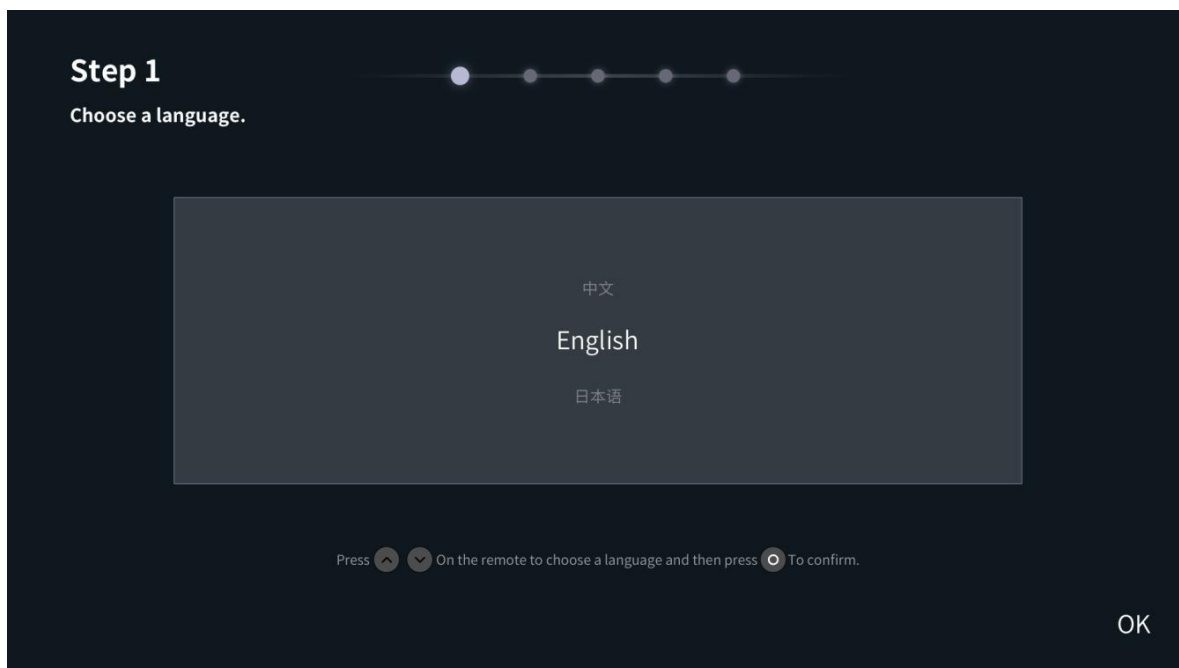 Step 1
Choose a language.
中文
English
日本语
Press On the remote to choose a language and then press To confirm.
OK